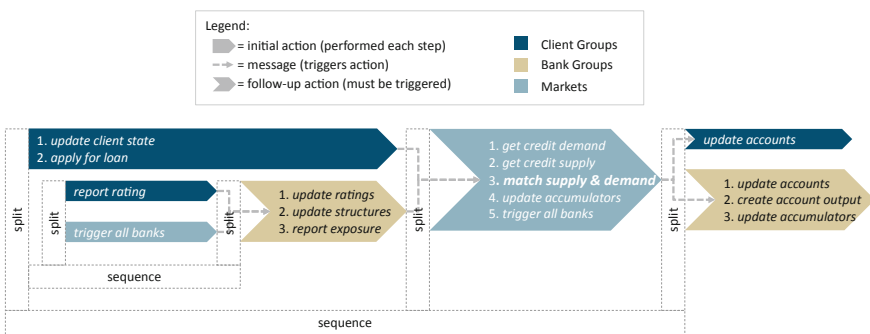 Legend:
= initial action (performed each step)
= message (triggers action)
= follow-up action (must be triggered)
Client Groups
Bank Groups
Markets
split
1. update client state
2. apply for loan
split
report rating
trigger all banks
split
1. update ratings
2. update structures
3. report exposure
sequence
split
1. get credit demand
2. get credit supply
3. match supply & demand
4. update accumulators
5. trigger all banks
split
update accounts
1. update accounts
2. create account output
3. update accumulators
sequence